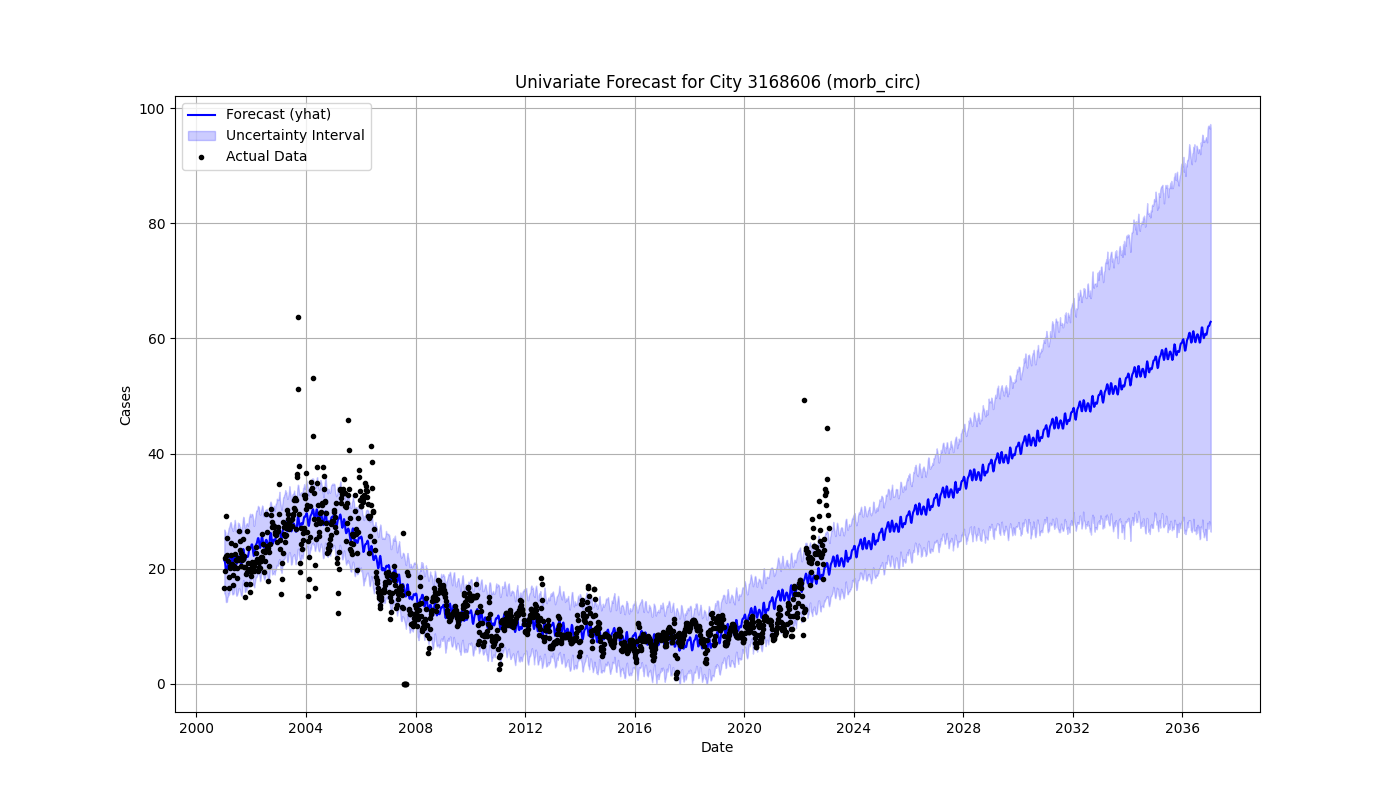 Univariate Forecast for City 3168606 (morb_circ)
Forecast (yhat)
Uncertainty Interval
Actual Data
100
80
60
40
20
0
Cases
2000 2004 2008 2012 2016 2020 2024 2028 2032 2036
Date